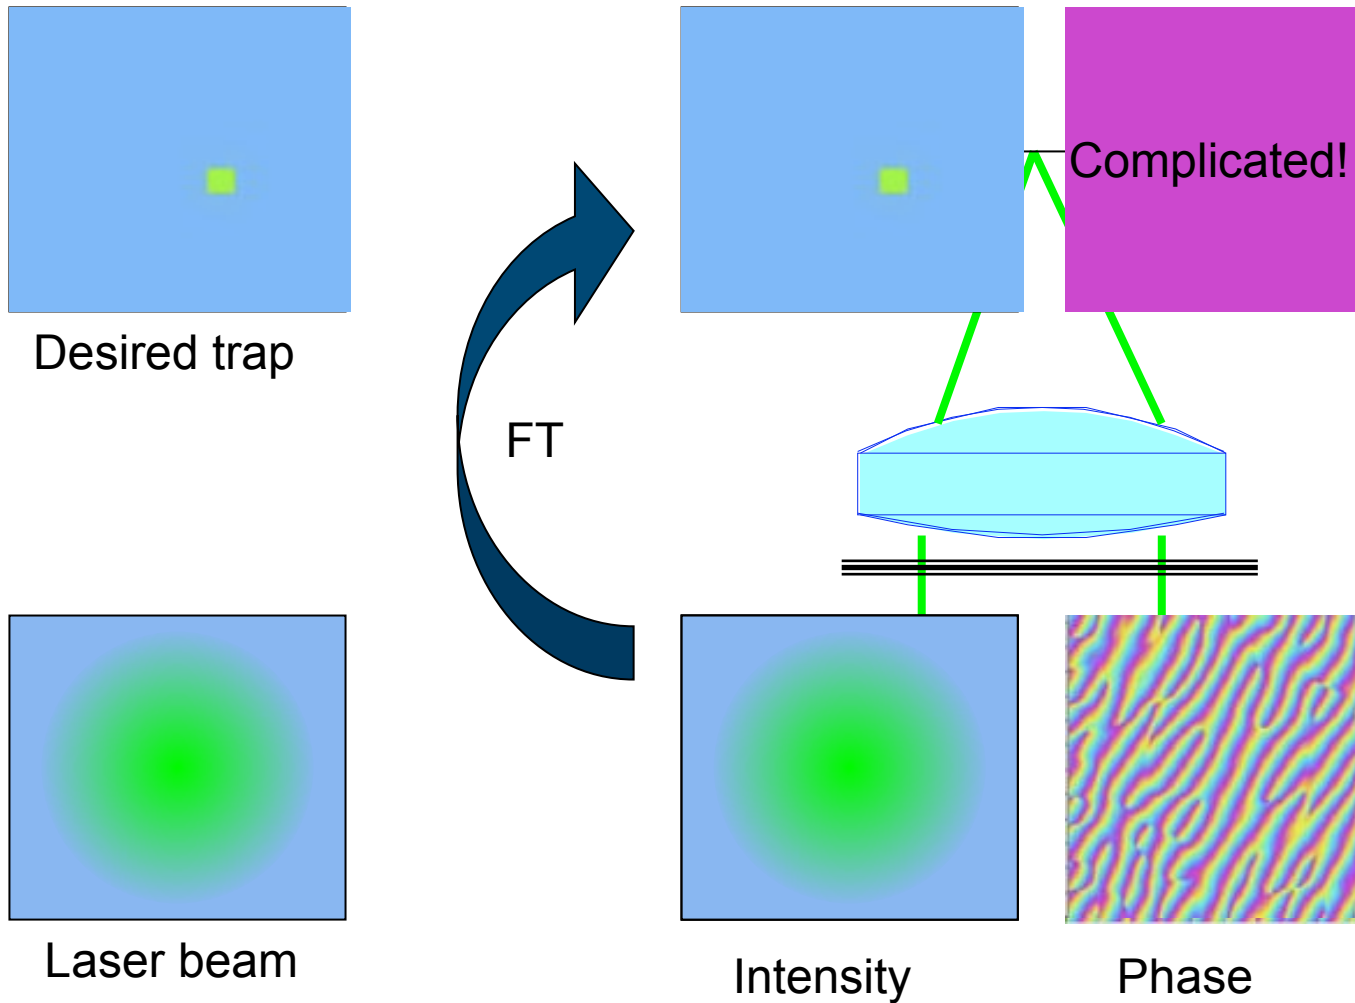 Complicated!
Desired trap
FT
Laser beam
Intensity
Phase